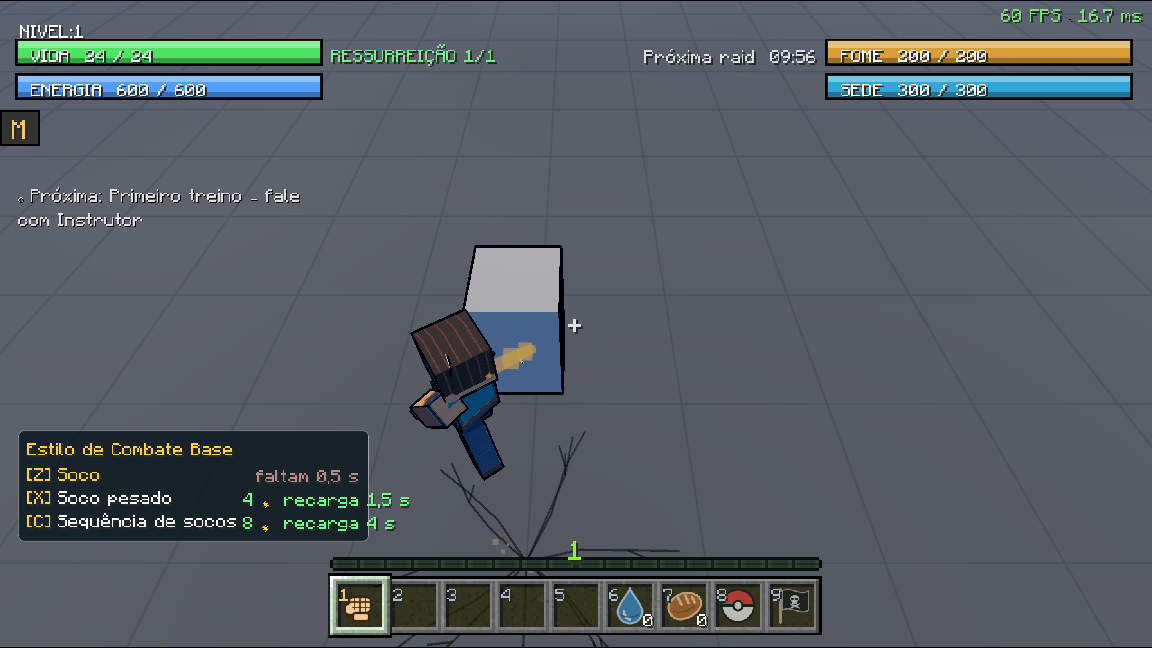 60 FPS · 16.7 ms
NIVEL:1
VIDA 24 / 24
RESSURREIÇÃO 1/1
Próxima raid 09:56
FOME 200 / 200
ENERGIA 600 / 600
SEDE 300 / 300
M
Próxima: Primeiro treino - fale
com Instrutor
Estilo de Combate Base
[Z] Soco faltam 0,5 s
[X] Soco pesado 4 recarga 1,5 s
[C] Sequência de socos 8 recarga 4 s
1
1 2 3 4 5 6 7 8 9
0 0